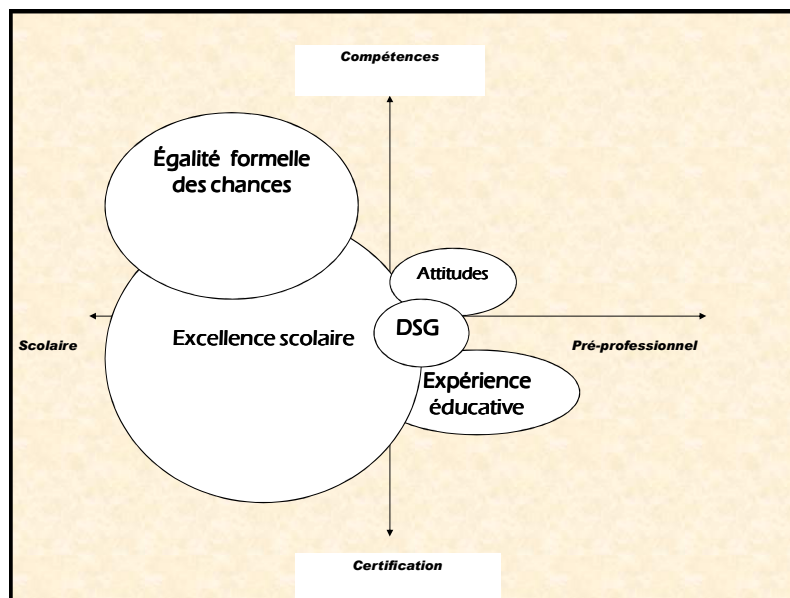 Compétences
Égalité formelle
des chances
Attitudes
DSG
Excellence scolaire
Scolaire
Pré-professionnel
Expérience
éducative
Certification